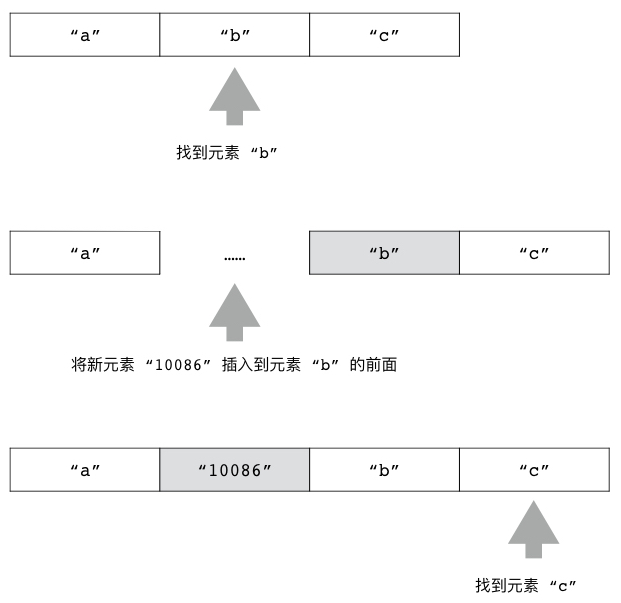 “a” “b” “c”
找到元素 “b”
“a” …… “b” “c”
将新元素 “10086” 插入到元素 “b” 的前面
“a” “10086” “b” “c”
找到元素 “c”